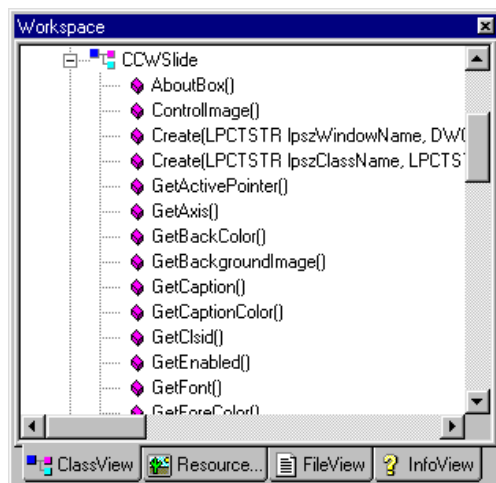 Workspace
CCWSlide
AboutBox()
ControlImage()
Create(LPCTSTR lpszWindowName, DW(
Create(LPCTSTR lpszClassName, LPCTS
GetActivePointer()
GetAxis()
GetBackColor()
GetBackgroundImage()
GetCaption()
GetCaptionColor()
GetClsid()
GetEnabled()
GetFont()
GetForeColor()
ClassView Resource... FileView InfoView